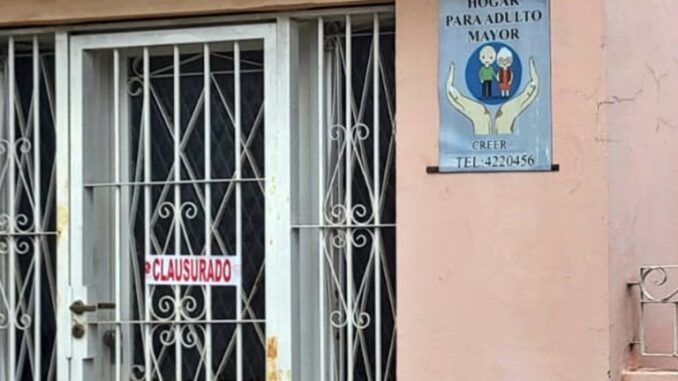 HOGAR
PARA ADULTO
MAYOR
CREER
TEL:4220456
CLAUSURADO